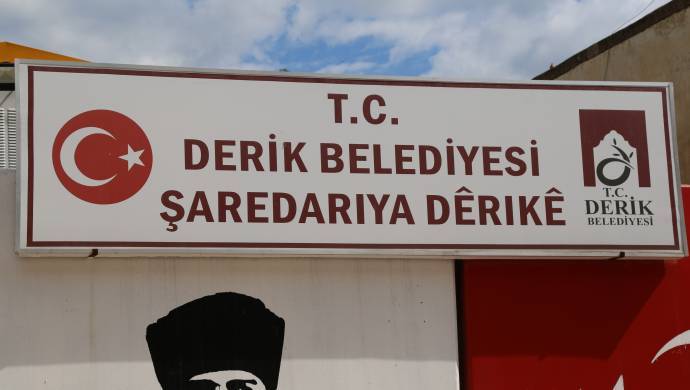 T.C.
DERİK BELEDİYESİ
ŞAREDARIYA DÊRIKÊ
T.C.
DERİK
BELEDİYESİ